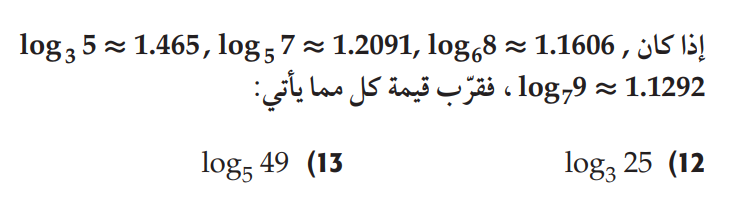 إذا كان , log₃ 5 ≈ 1.465, log₅ 7 ≈ 1.2091, log₆8 ≈ 1.1606
log₇9 ≈ 1.1292 ، فقرّب قيمة كل مما يأتي:
12) log₃ 25 13) log₅ 49